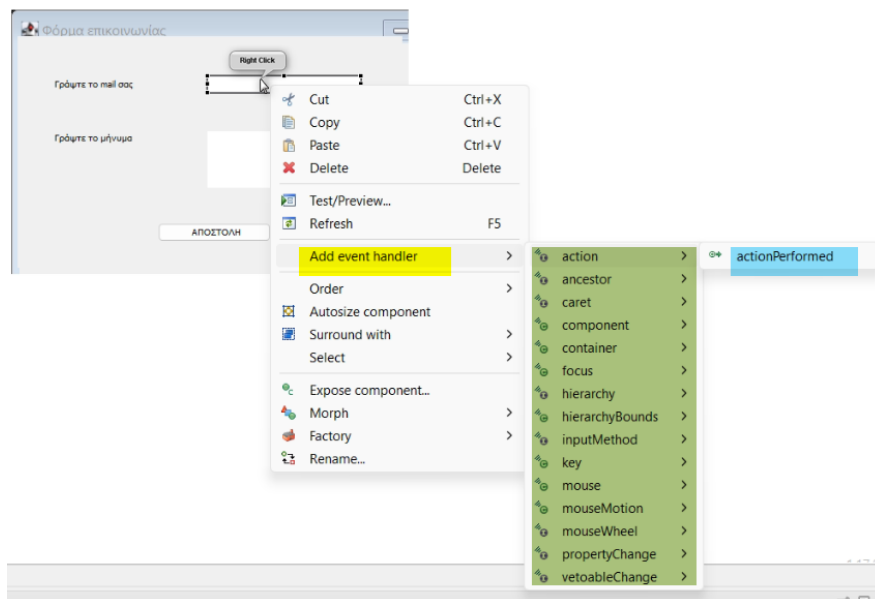 Φόρμα επικοινωνίας
Right Click
Γράψτε το mail σας
Γράψτε το μήνυμα
ΑΠΟΣΤΟΛΗ
Cut Ctrl+X
Copy Ctrl+C
Paste Ctrl+V
Delete Delete
Test/Preview...
Refresh F5
Add event handler
Order
Autosize component
Surround with
Select
Expose component...
Morph
Factory
Rename...
action
ancestor
caret
component
container
focus
hierarchy
hierarchyBounds
inputMethod
key
mouse
mouseMotion
mouseWheel
propertyChange
vetoableChange
actionPerformed